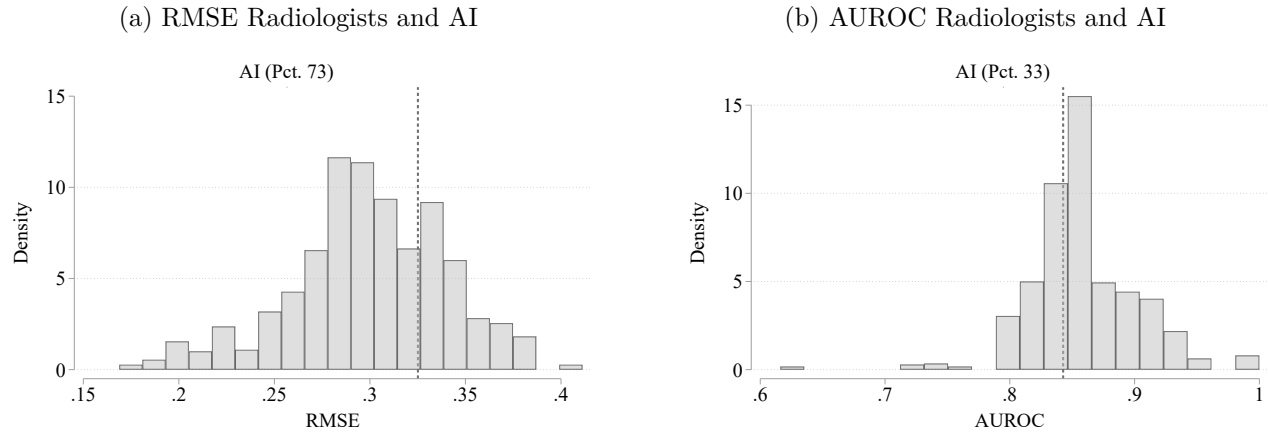 (a) RMSE Radiologists and AI
AI (Pct. 73)
15
10
5
0
Density
.15 .2 .25 .3 .35 .4
RMSE
(b) AUROC Radiologists and AI
AI (Pct. 33)
15
10
5
0
Density
.6 .7 .8 .9 1
AUROC